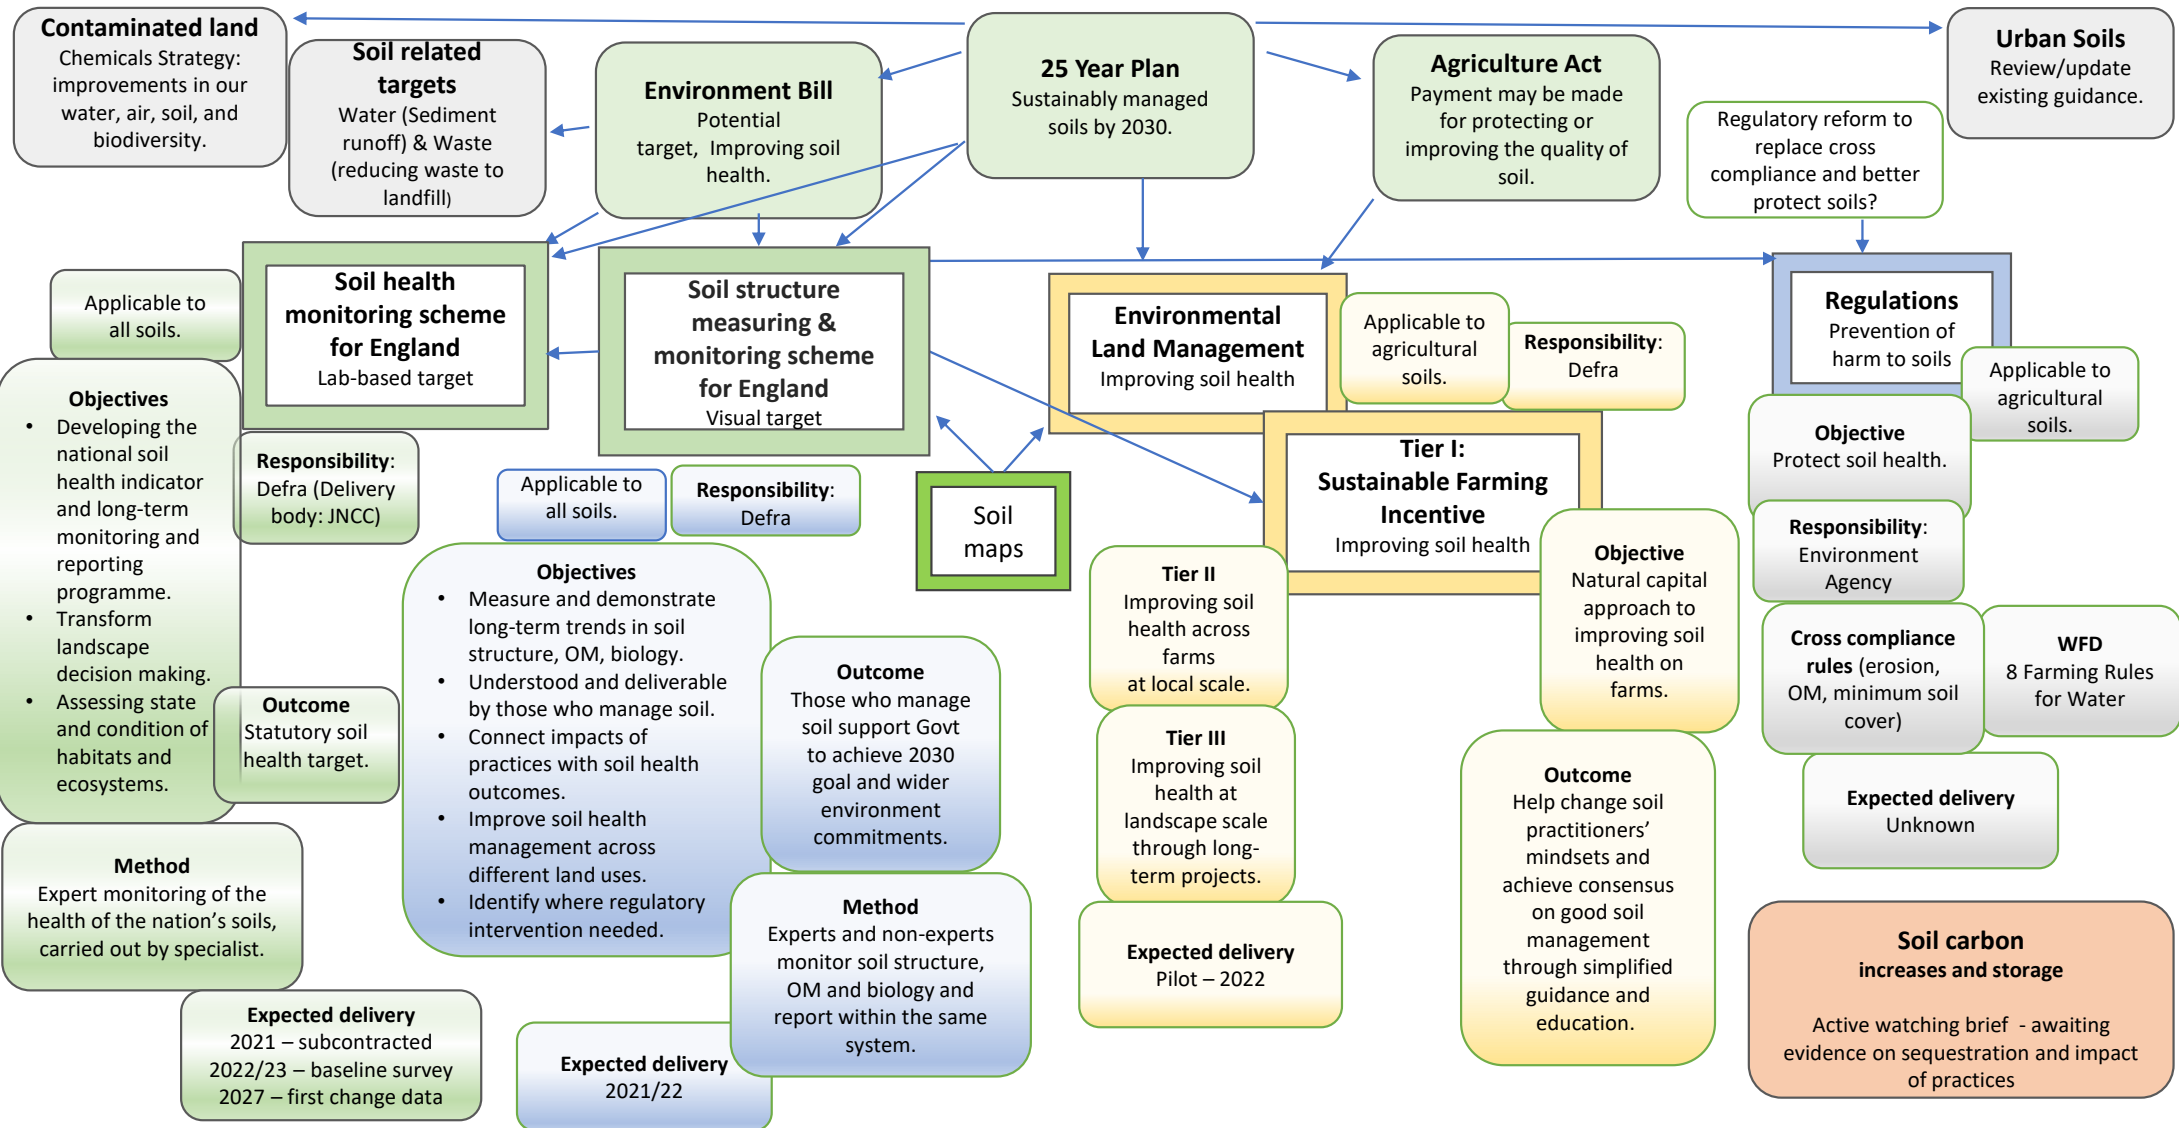 Contaminated land
Chemicals Strategy:
improvements in our
water, air, soil, and
biodiversity.
Soil related
targets
Water (Sediment
runoff) & Waste
(reducing waste to
landfill)
Environment Bill
Potential
target, Improving soil
health.
25 Year Plan
Sustainably managed
soils by 2030.
Agriculture Act
Payment may be made
for protecting or
improving the quality of
soil.
Regulatory reform to
replace cross
compliance and better
protect soils?
Urban Soils
Review/update
existing guidance.
Applicable to
all soils.
Soil health
monitoring scheme
for England
Lab-based target
Objectives
• Developing the
national soil
health indicator
and long-term
monitoring and
reporting
programme.
• Transform
landscape
decision making.
• Assessing state
and condition of
habitats and
ecosystems.
Responsibility:
Defra (Delivery
body: JNCC)
Outcome
Statutory soil
health target.
Method
Expert monitoring of the
health of the nation's soils,
carried out by specialist.
Expected delivery
2021 – subcontracted
2022/23 – baseline survey
2027 – first change data
Soil structure
measuring &
monitoring scheme
for England
Visual target
Applicable to
all soils.
Responsibility:
Defra
Objectives
• Measure and demonstrate
long-term trends in soil
structure, OM, biology.
• Understood and deliverable
by those who manage soil.
• Connect impacts of
practices with soil health
outcomes.
• Improve soil health
management across
different land uses.
• Identify where regulatory
intervention needed.
Outcome
Those who manage
soil support Govt
to achieve 2030
goal and wider
environment
commitments.
Method
Experts and non-experts
monitor soil structure,
OM and biology and
report within the same
system.
Expected delivery
2021/22
Soil
maps
Environmental
Land Management
Improving soil health
Applicable to
agricultural
soils.
Responsibility:
Defra
Tier I:
Sustainable Farming
Incentive
Improving soil health
Tier II
Improving soil
health across
farms
at local scale.
Tier III
Improving soil
health at
landscape scale
through long-
term projects.
Expected delivery
Pilot – 2022
Objective
Natural capital
approach to
improving soil
health on
farms.
Outcome
Help change soil
practitioners'
mindsets and
achieve consensus
on good soil
management
through simplified
guidance and
education.
Regulations
Prevention of
harm to soils
Applicable to
agricultural
soils.
Objective
Protect soil health.
Responsibility:
Environment
Agency
Cross compliance
rules (erosion,
OM, minimum soil
cover)
WFD
8 Farming Rules
for Water
Expected delivery
Unknown
Soil carbon
increases and storage
Active watching brief - awaiting
evidence on sequestration and impact
of practices